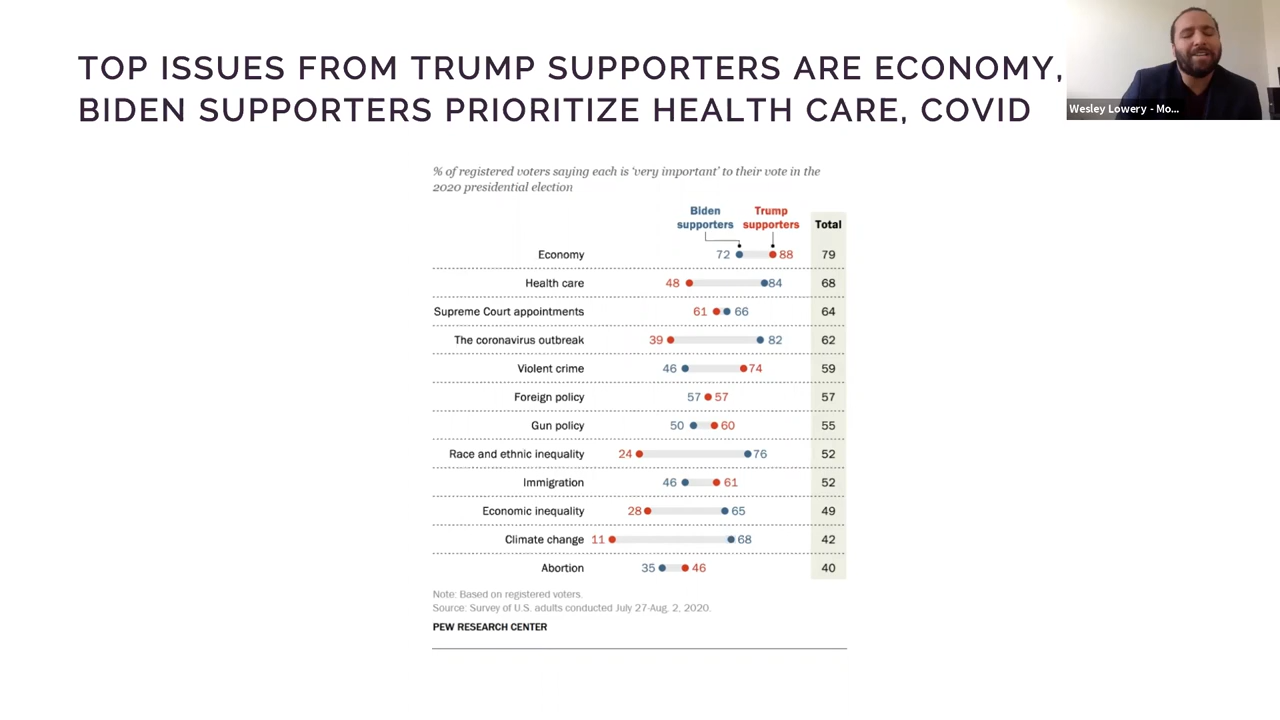 TOP ISSUES FROM TRUMP SUPPORTERS ARE ECONOMY,
BIDEN SUPPORTERS PRIORITIZE HEALTH CARE, COVID
Wesley Lowery - Mo...
% of registered voters saying each is ‘very important’ to their vote in the
2020 presidential election
Biden supporters Trump supporters Total
Economy 72 88 79
Health care 48 84 68
Supreme Court appointments 61 66 64
The coronavirus outbreak 39 82 62
Violent crime 46 74 59
Foreign policy 57 57 57
Gun policy 50 60 55
Race and ethnic inequality 24 76 52
Immigration 46 61 52
Economic inequality 28 65 49
Climate change 11 68 42
Abortion 35 46 40
Note: Based on registered voters.
Source: Survey of U.S. adults conducted July 27-Aug. 2, 2020.
PEW RESEARCH CENTER